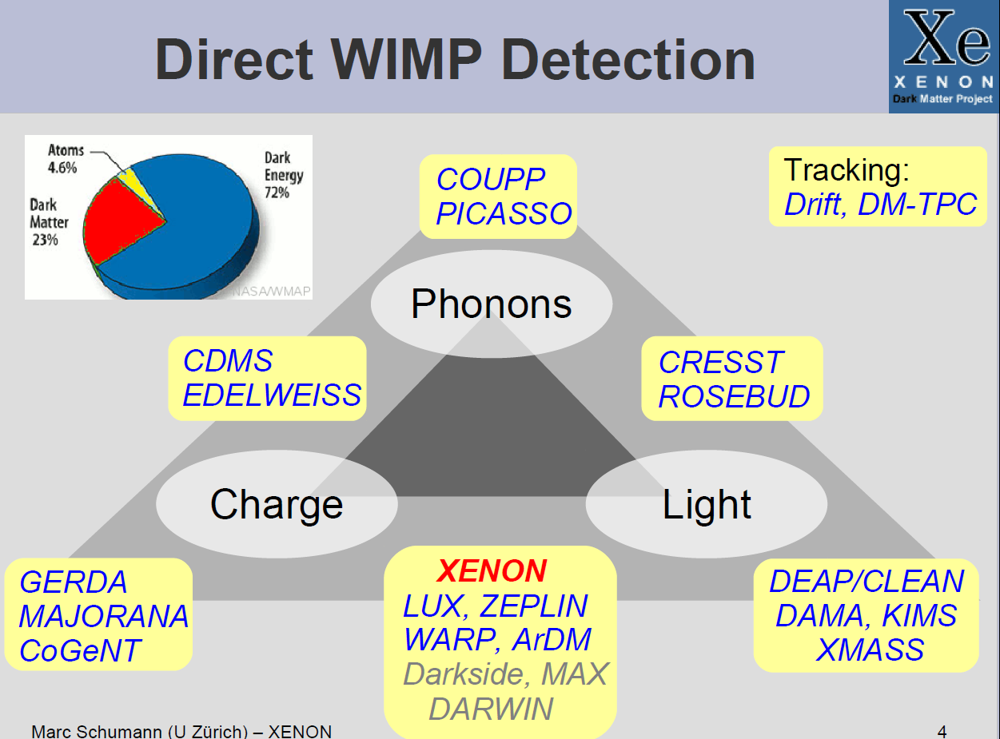 Direct WIMP Detection
Xe
XENON
Dark Matter Project
Atoms
4.6%
Dark
Energy
72%
Dark
Matter
23%
NASA/WMAP
COUPP
PICASSO
Tracking:
Drift, DM-TPC
Phonons
CDMS
EDELWEISS
CRESST
ROSEBUD
Charge
Light
GERDA
MAJORANA
CoGeNT
XENON
LUX, ZEPLIN
WARP, ArDM
Darkside, MAX
DARWIN
DEAP/CLEAN
DAMA, KIMS
XMASS
Marc Schumann (U Zürich) – XENON
4